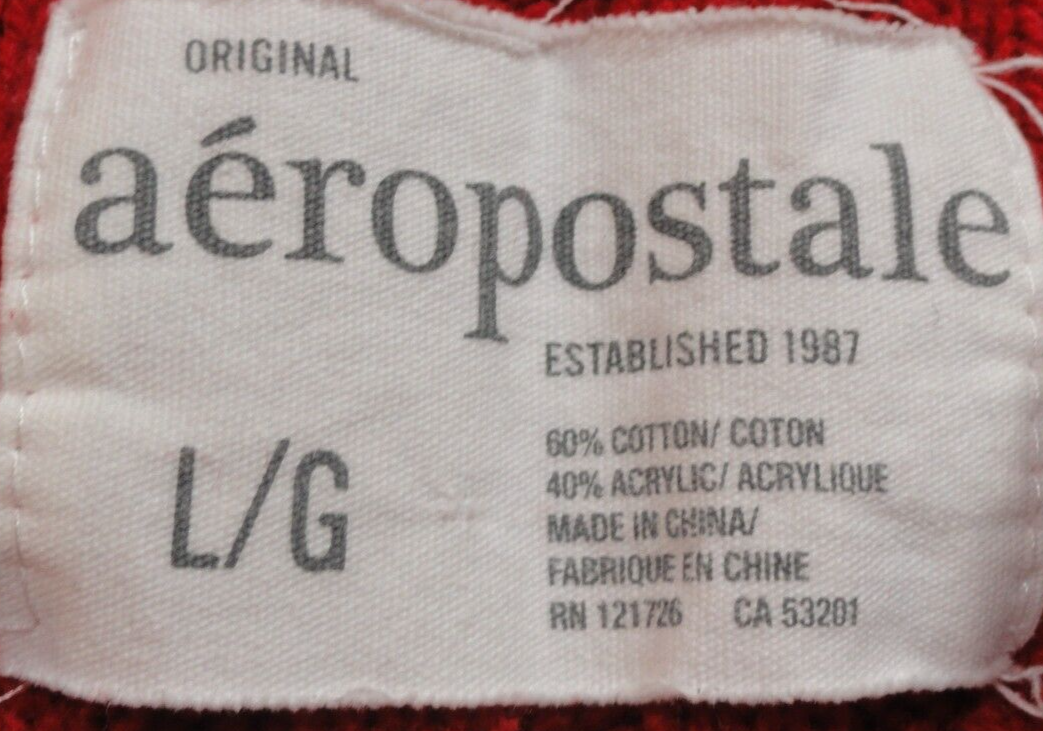 ORIGINAL
aéropostale
ESTABLISHED 1987
L/G
60% COTTON/ COTON
40% ACRYLIC/ ACRYLIQUE
MADE IN CHINA/
FABRIQUE EN CHINE
RN 121726 CA 53201